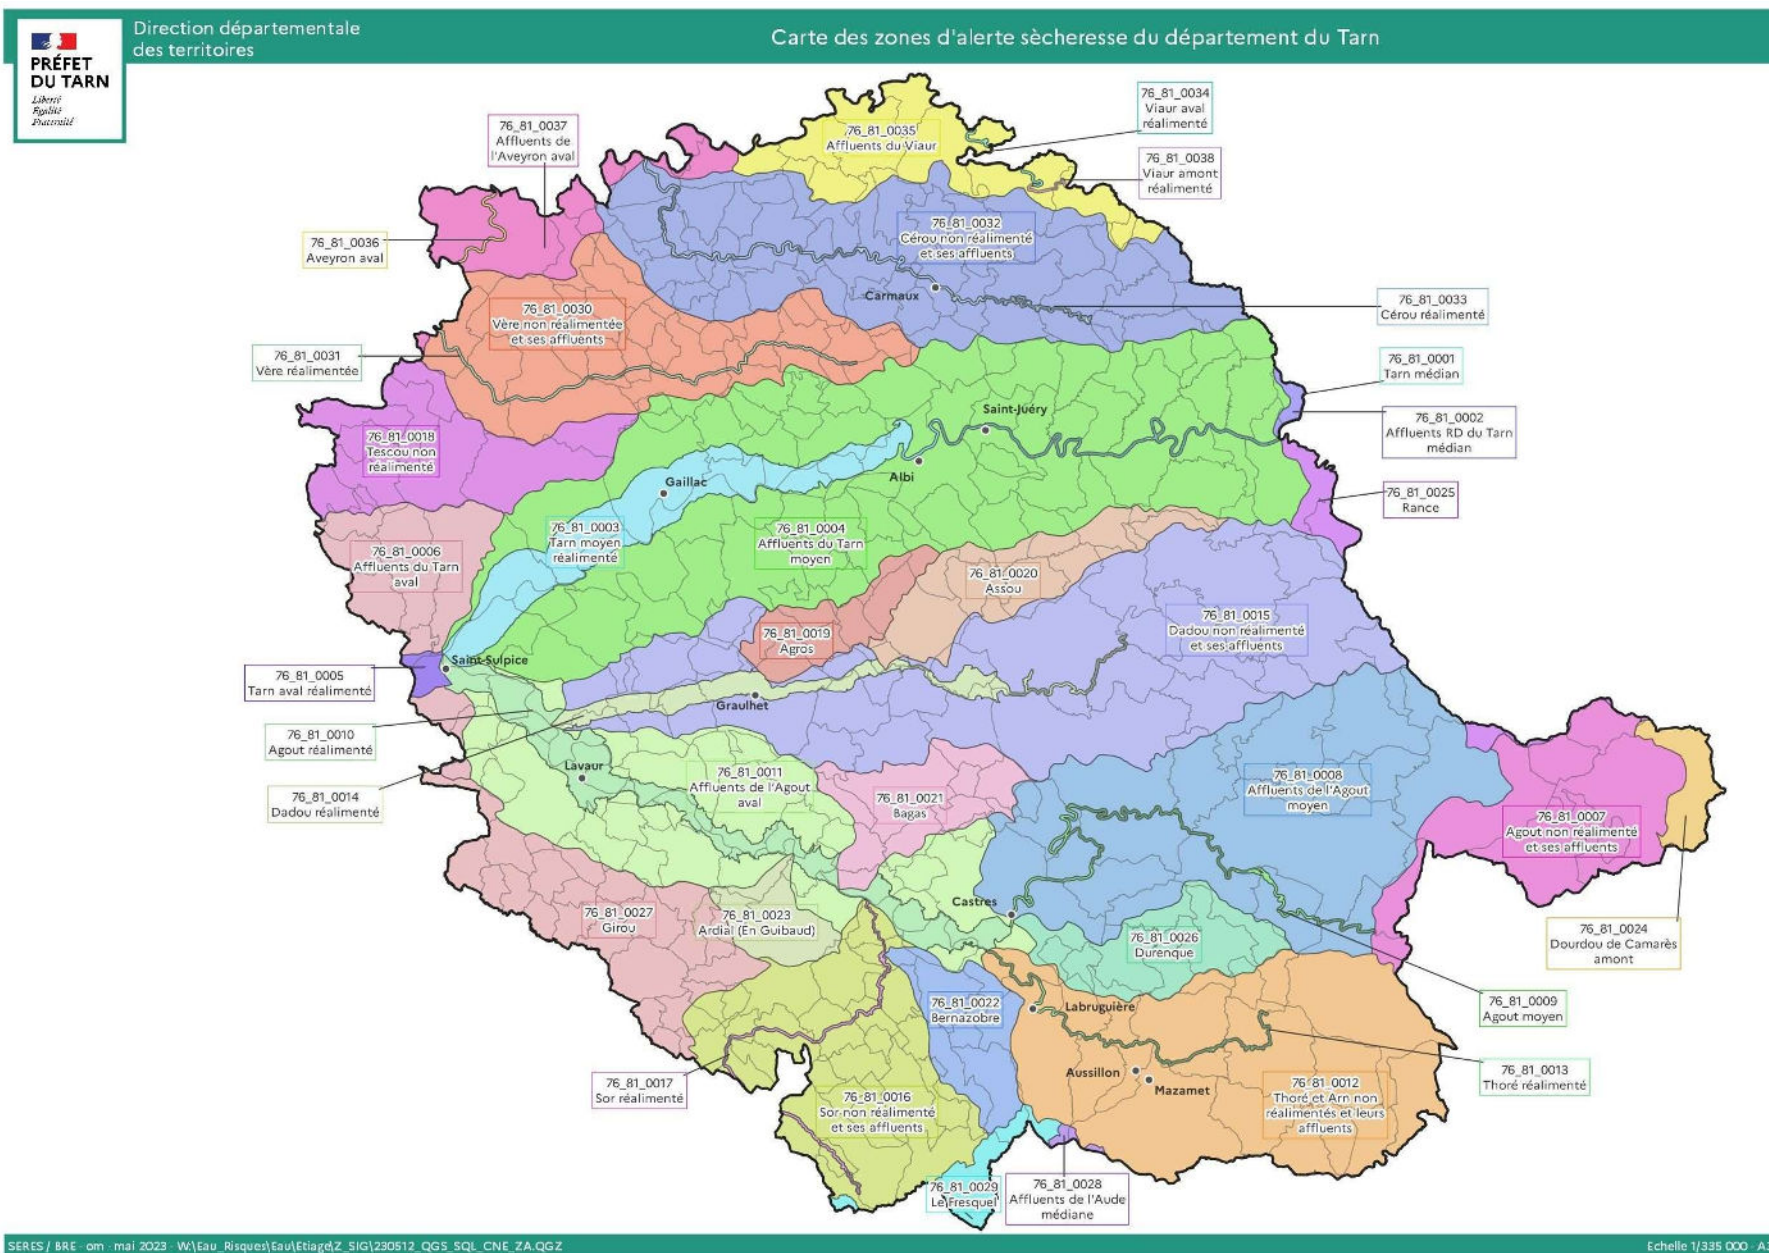 PRÉFET
DU TARN
Liberté
Égalité
Fraternité
Direction départementale
des territoires
Carte des zones d'alerte sècheresse du département du Tarn
76_81_0034
Viaur aval
réalimenté
76_81_0037
Affluents de
l'Aveyron aval
76_81_0035
Affluents du Viaur
76_81_0038
Viaur amont
réalimenté
76_81_0036
Aveyron aval
76_81_0032
Cérou non réalimenté
et ses affluents
Carmaux
76_81_0033
Cérou réalimenté
76_81_0030
Vère non réalimentée
et ses affluents
76_81_0031
Vère réalimentée
76_81_0001
Tarn médian
76_81_0002
Affluents RD du Tarn
médian
76_81_0018
Tescou non
réalimenté
Saint-Juéry
Albi
Gaillac
76_81_0025
Rance
76_81_0003
Tarn moyen
réalimenté
76_81_0004
Affluents du Tarn
moyen
76_81_0006
Affluents du Tarn
aval
76_81_0020
Assou
76_81_0015
Dadou non réalimenté
et ses affluents
76_81_0019
Agros
Saint-Sulpice
76_81_0005
Tarn aval réalimenté
Graulhet
76_81_0010
Agout réalimenté
Lavaur
76_81_0011
Affluents de l'Agout
aval
76_81_0014
Dadou réalimenté
76_81_0021
Bagas
76_81_0008
Affluents de l'Agout
moyen
76_81_0007
Agout non réalimenté
et ses affluents
Castres
76_81_0027
Girou
76_81_0023
Ardial (En Guibaud)
76_81_0026
Durenque
76_81_0024
Dourdou de Camarès
amont
76_81_0022
Bernazobre
Labruguière
76_81_0009
Agout moyen
76_81_0017
Sor réalimenté
Aussillon
Mazamet
76_81_0013
Thoré réalimenté
76_81_0016
Sor non réalimenté
et ses affluents
76_81_0012
Thoré et Arn non
réalimentés et leurs
affluents
76_81_0029
Le Fresquel
76_81_0028
Affluents de l'Aude
médiane
SERES / BRE - om - mai 2023 - W:\Eau_Risques\Eau\Etiage\Z_SIG\230512_QGS_SQL_CNE_ZA.QGZ
Echelle 1/335 000 - A3